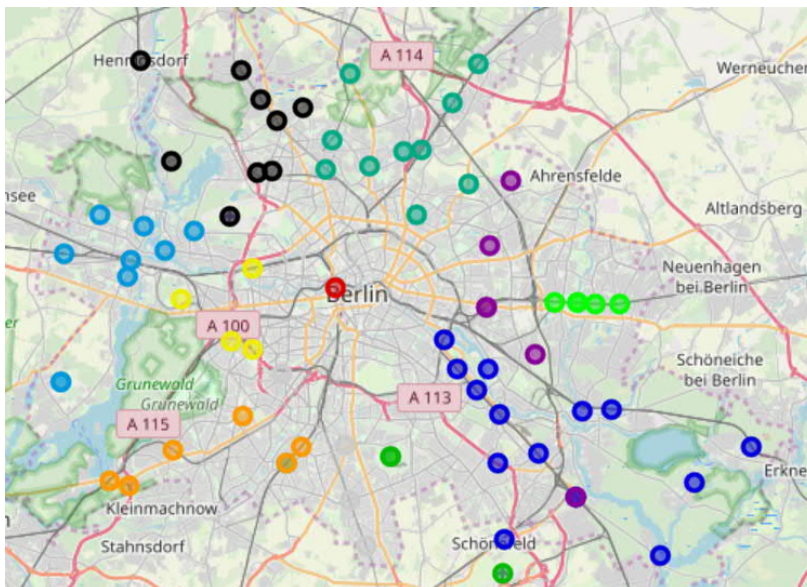 A 114
Hennigsdorf
Werneuchen
Ahrensfelde
nsee
Altlandsberg
Neuenhagen
bei Berlin
Berlin
A 100
Schöneiche
bei Berlin
Grunewald
Grunewald
A 113
A 115
Erkne
Kleinmachnow
Stahnsdorf
Schönefeld